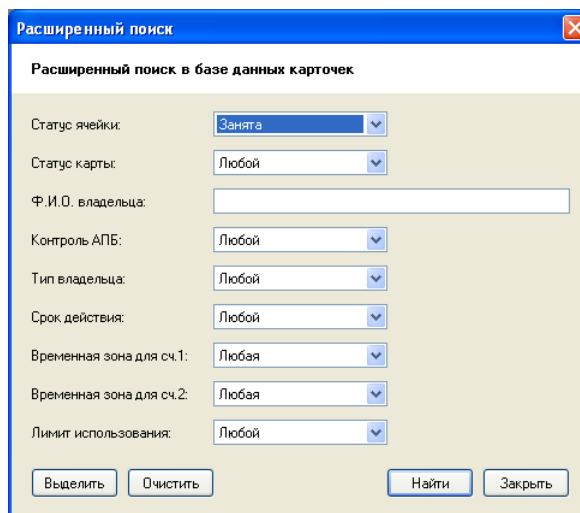 Расширенный поиск
Расширенный поиск в базе данных карточек
Статус ячейки: Занята
Статус карты: Любой
Ф.И.О. владельца:
Контроль АПБ: Любой
Тип владельца: Любой
Срок действия: Любой
Временная зона для сч.1: Любая
Временная зона для сч.2: Любая
Лимит использования: Любой
Выделить Очистить Найти Закрыть